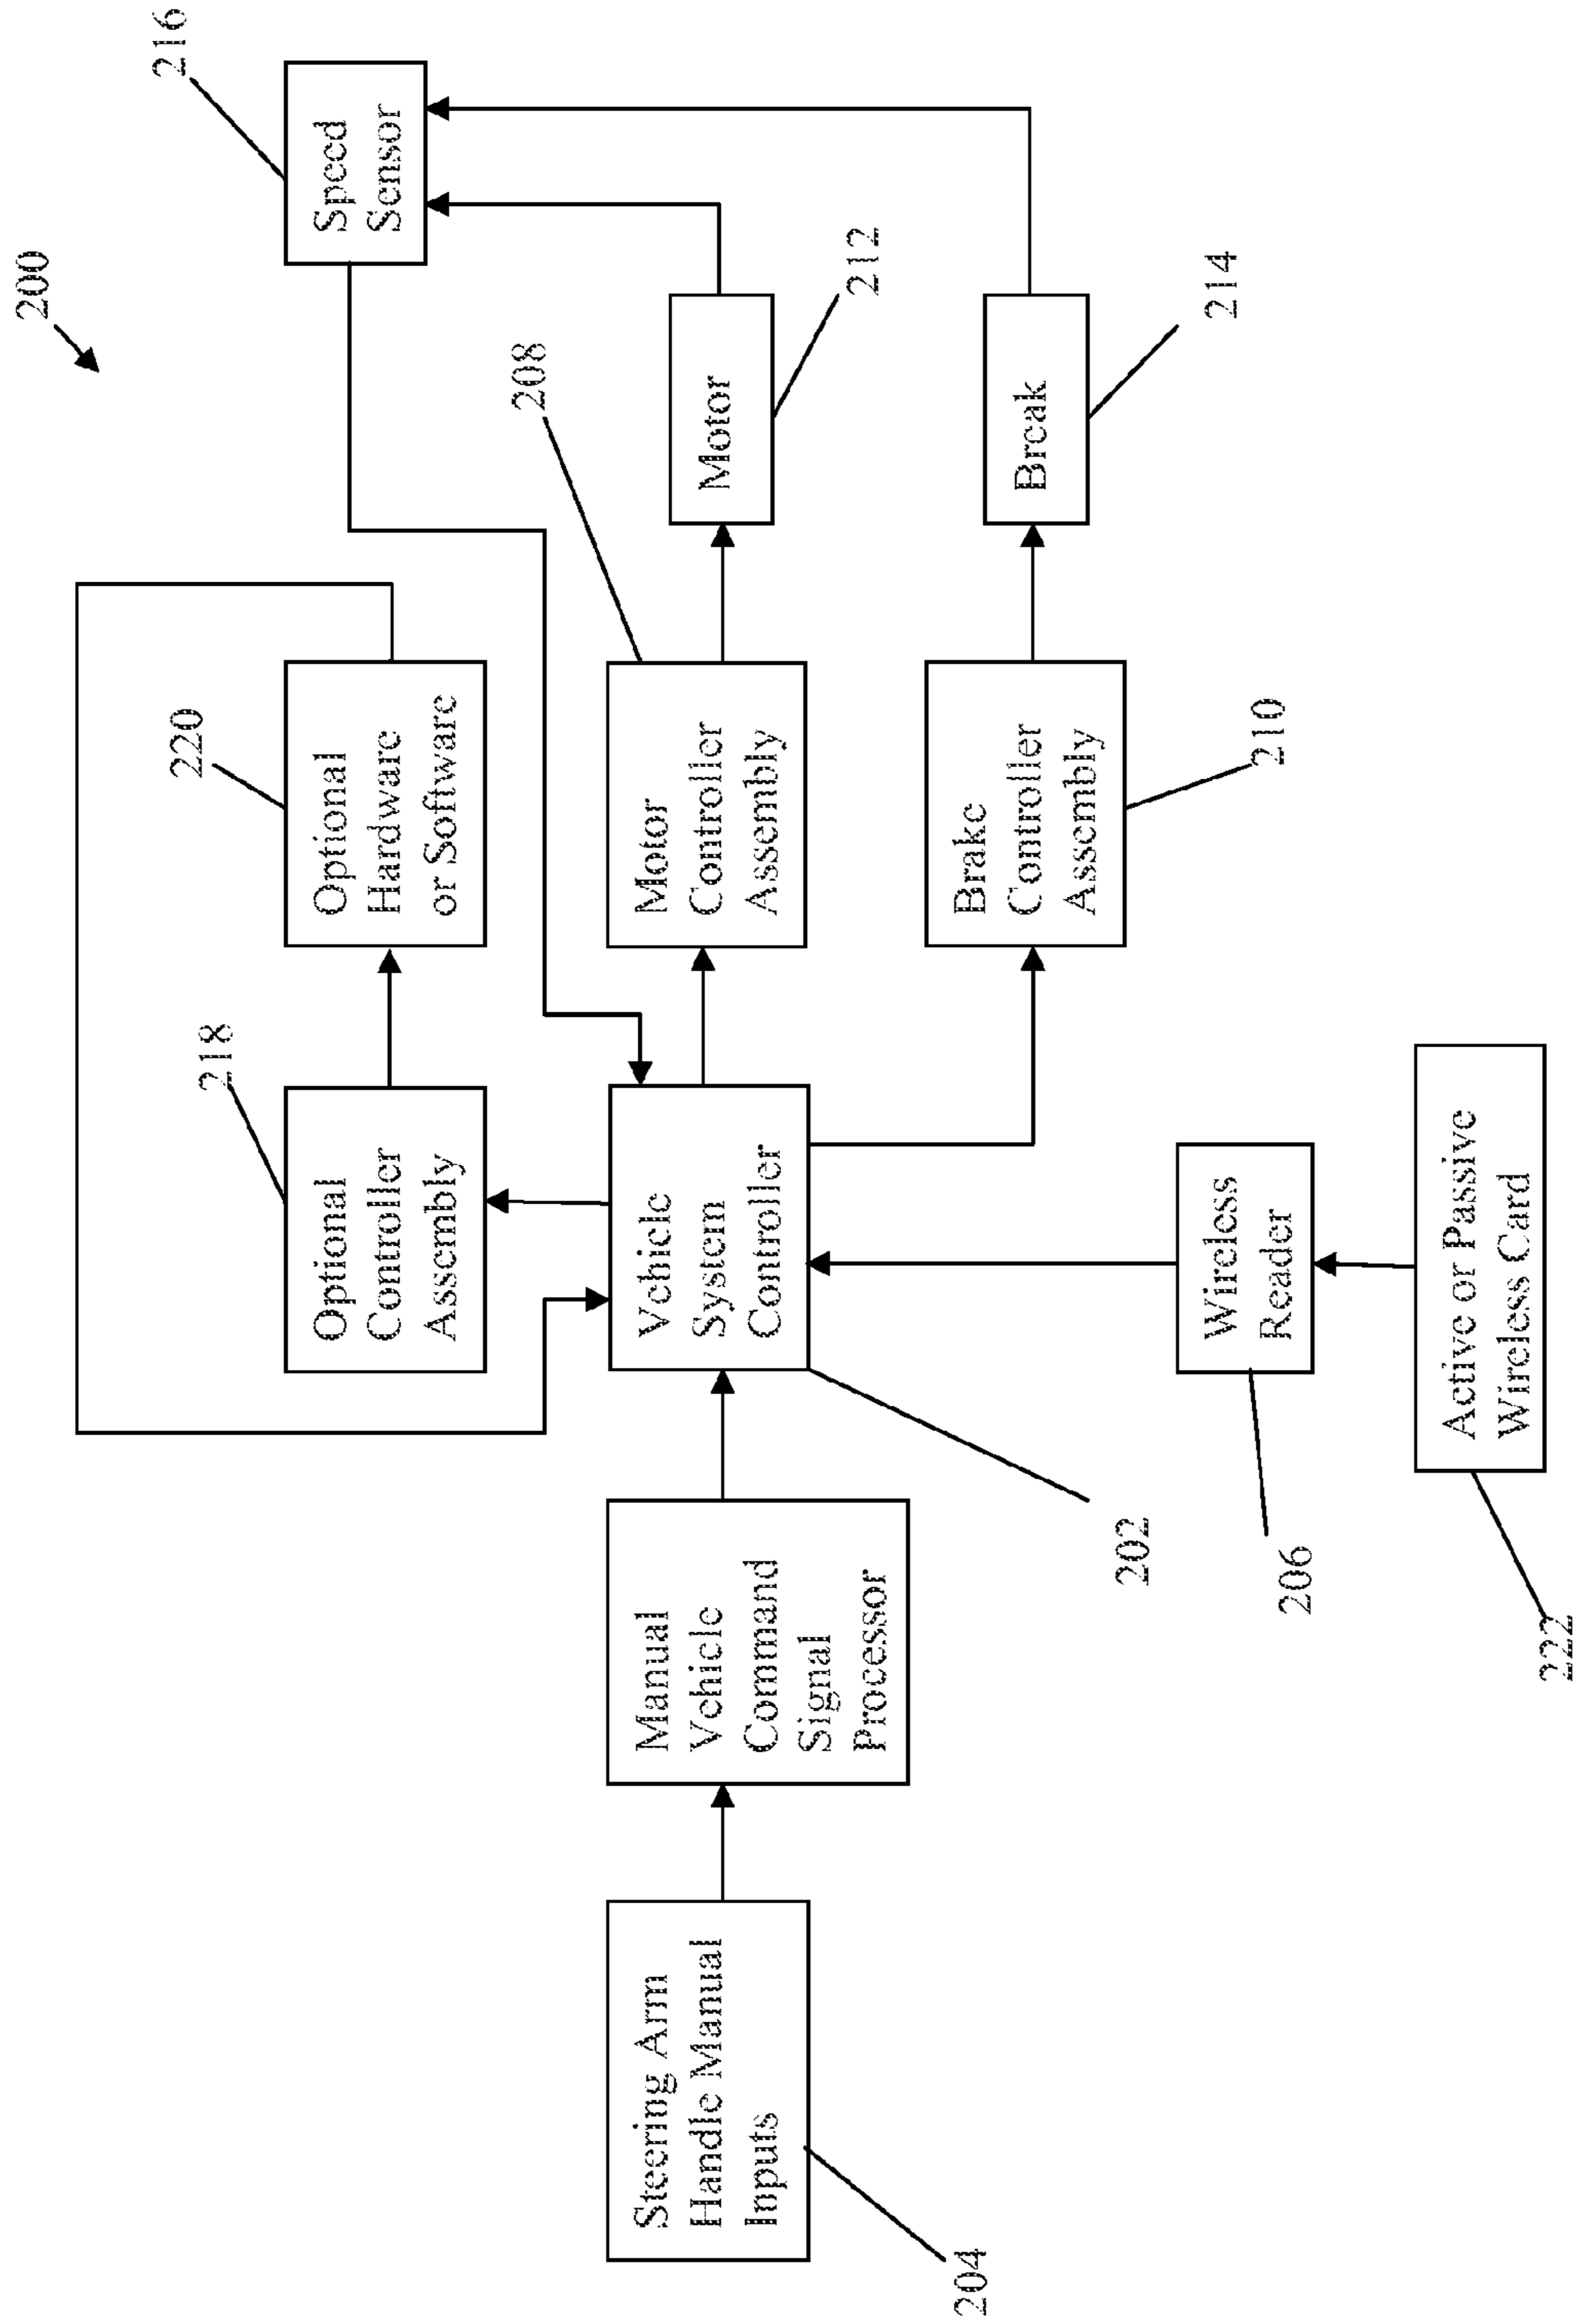 200
216
Speed
Sensor
220
218
Optional
Controller
Assembly
Optional
Hardware
or Software
208
Steering Arm
Handle Manual
Inputs
204
Manual
Vehicle
Command
Signal
Processor
Vehicle
System
Controller
202
Motor
Controller
Assembly
Motor
212
Brake
Controller
Assembly
210
Break
214
Wireless
Reader
206
Active or Passive
Wireless Card
222